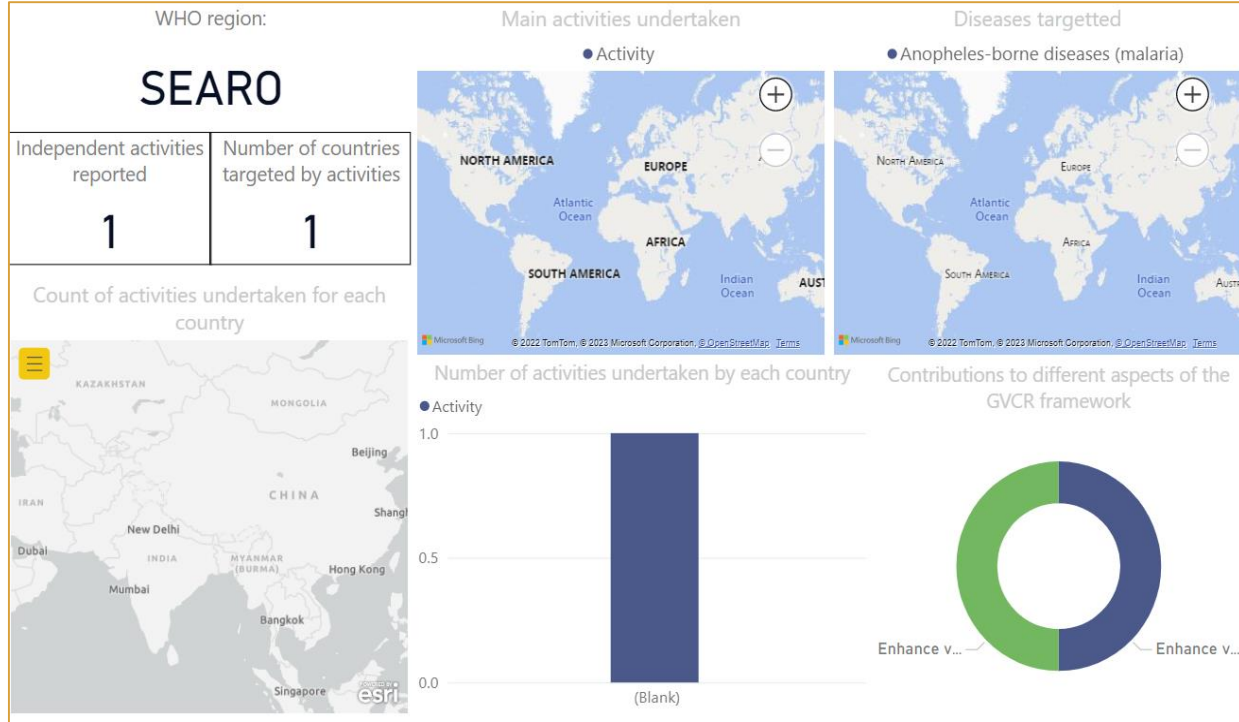 WHO region:
SEARO
Independent activities
reported
1
Number of countries
targeted by activities
1
Count of activities undertaken for each
country
KAZAKHSTAN
MONGOLIA
Beijing
CHINA
IRAN
Shangh
New Delhi
Dubai
INDIA
MYANMAR
(BURMA)
Hong Kong
Mumbai
Bangkok
Singapore
POWERED BY
esri
Main activities undertaken
Activity
NORTH AMERICA
EUROPE
Atlantic
Ocean
AFRICA
SOUTH AMERICA
Indian
Ocean
AUST
Microsoft Bing
© 2022 TomTom, © 2023 Microsoft Corporation, © OpenStreetMap Terms
Diseases targetted
Anopheles-borne diseases (malaria)
NORTH AMERICA
EUROPE
Atlantic
Ocean
AFRICA
SOUTH AMERICA
Indian
Ocean
AUST
Microsoft Bing
© 2022 TomTom, © 2023 Microsoft Corporation, © OpenStreetMap Terms
Number of activities undertaken by each country
Activity
1.0
0.5
0.0
(Blank)
Contributions to different aspects of the
GVCR framework
Enhance v...
Enhance v...